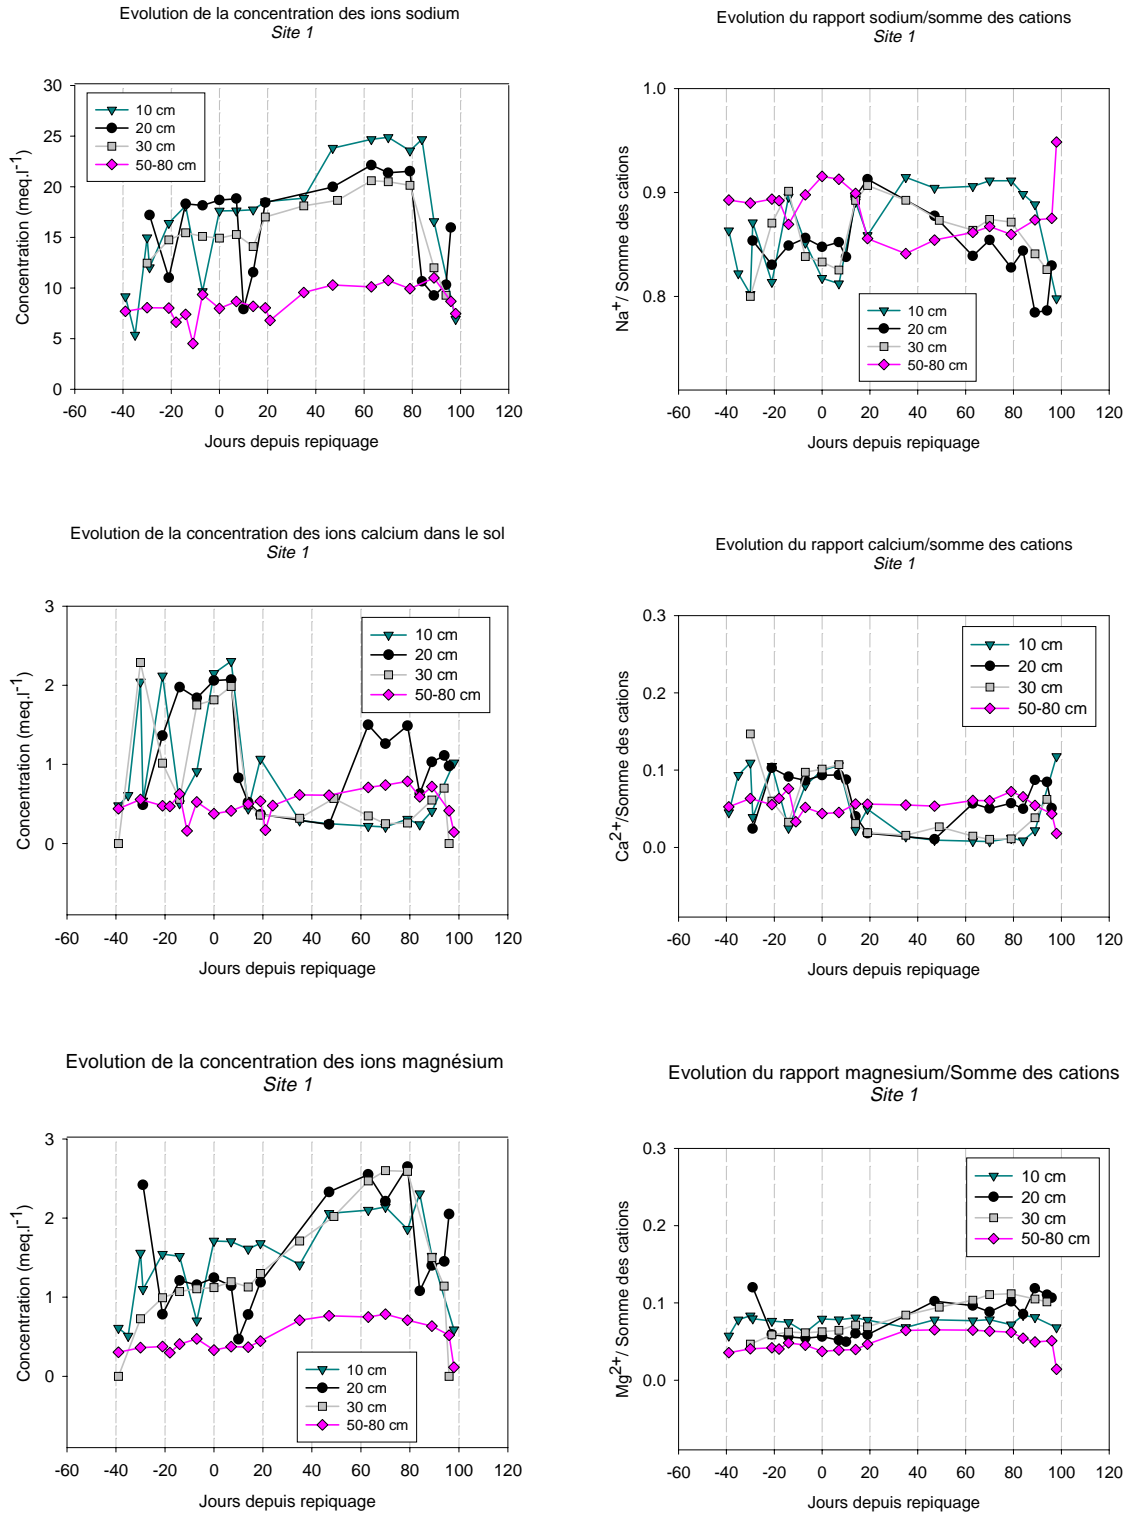 Evolution de la concentration des ions sodium
Site 1
30
25
20
15
10
5
0
Concentration (meq.l-1)
10 cm
20 cm
30 cm
50-80 cm
-60 -40 -20 0 20 40 60 80 100 120
Jours depuis repiquage
Evolution du rapport sodium/somme des cations
Site 1
1.0
0.9
0.8
Na+/ Somme des cations
10 cm
20 cm
30 cm
50-80 cm
-60 -40 -20 0 20 40 60 80 100 120
Jours depuis repiquage
Evolution de la concentration des ions calcium dans le sol
Site 1
3
2
1
0
Concentration (meq.l-1)
10 cm
20 cm
30 cm
50-80 cm
-60 -40 -20 0 20 40 60 80 100 120
Jours depuis repiquage
Evolution du rapport calcium/somme des cations
Site 1
0.3
0.2
0.1
0.0
Ca2+/Somme des cations
10 cm
20 cm
30 cm
50-80 cm
-60 -40 -20 0 20 40 60 80 100 120
Jours depuis repiquage
Evolution de la concentration des ions magnésium
Site 1
3
2
1
0
Concentration (meq.l-1)
10 cm
20 cm
30 cm
50-80 cm
-60 -40 -20 0 20 40 60 80 100 120
Jours depuis repiquage
Evolution du rapport magnesium/Somme des cations
Site 1
0.3
0.2
0.1
0.0
Mg2+/ Somme des cations
10 cm
20 cm
30 cm
50-80 cm
-60 -40 -20 0 20 40 60 80 100 120
Jours depuis repiquage